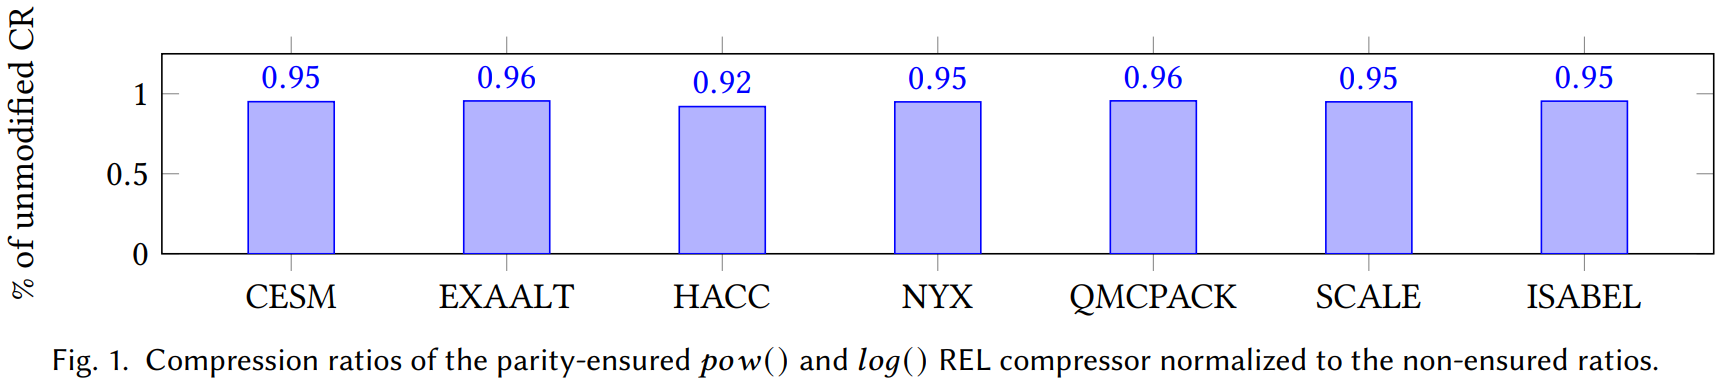 % of unmodified CR
0.95 0.96 0.92 0.95 0.96 0.95 0.95
1
0.5
0
CESM EXAALT HACC NYX QMCPACK SCALE ISABEL
Fig. 1. Compression ratios of the parity-ensured pow() and log() REL compressor normalized to the non-ensured ratios.